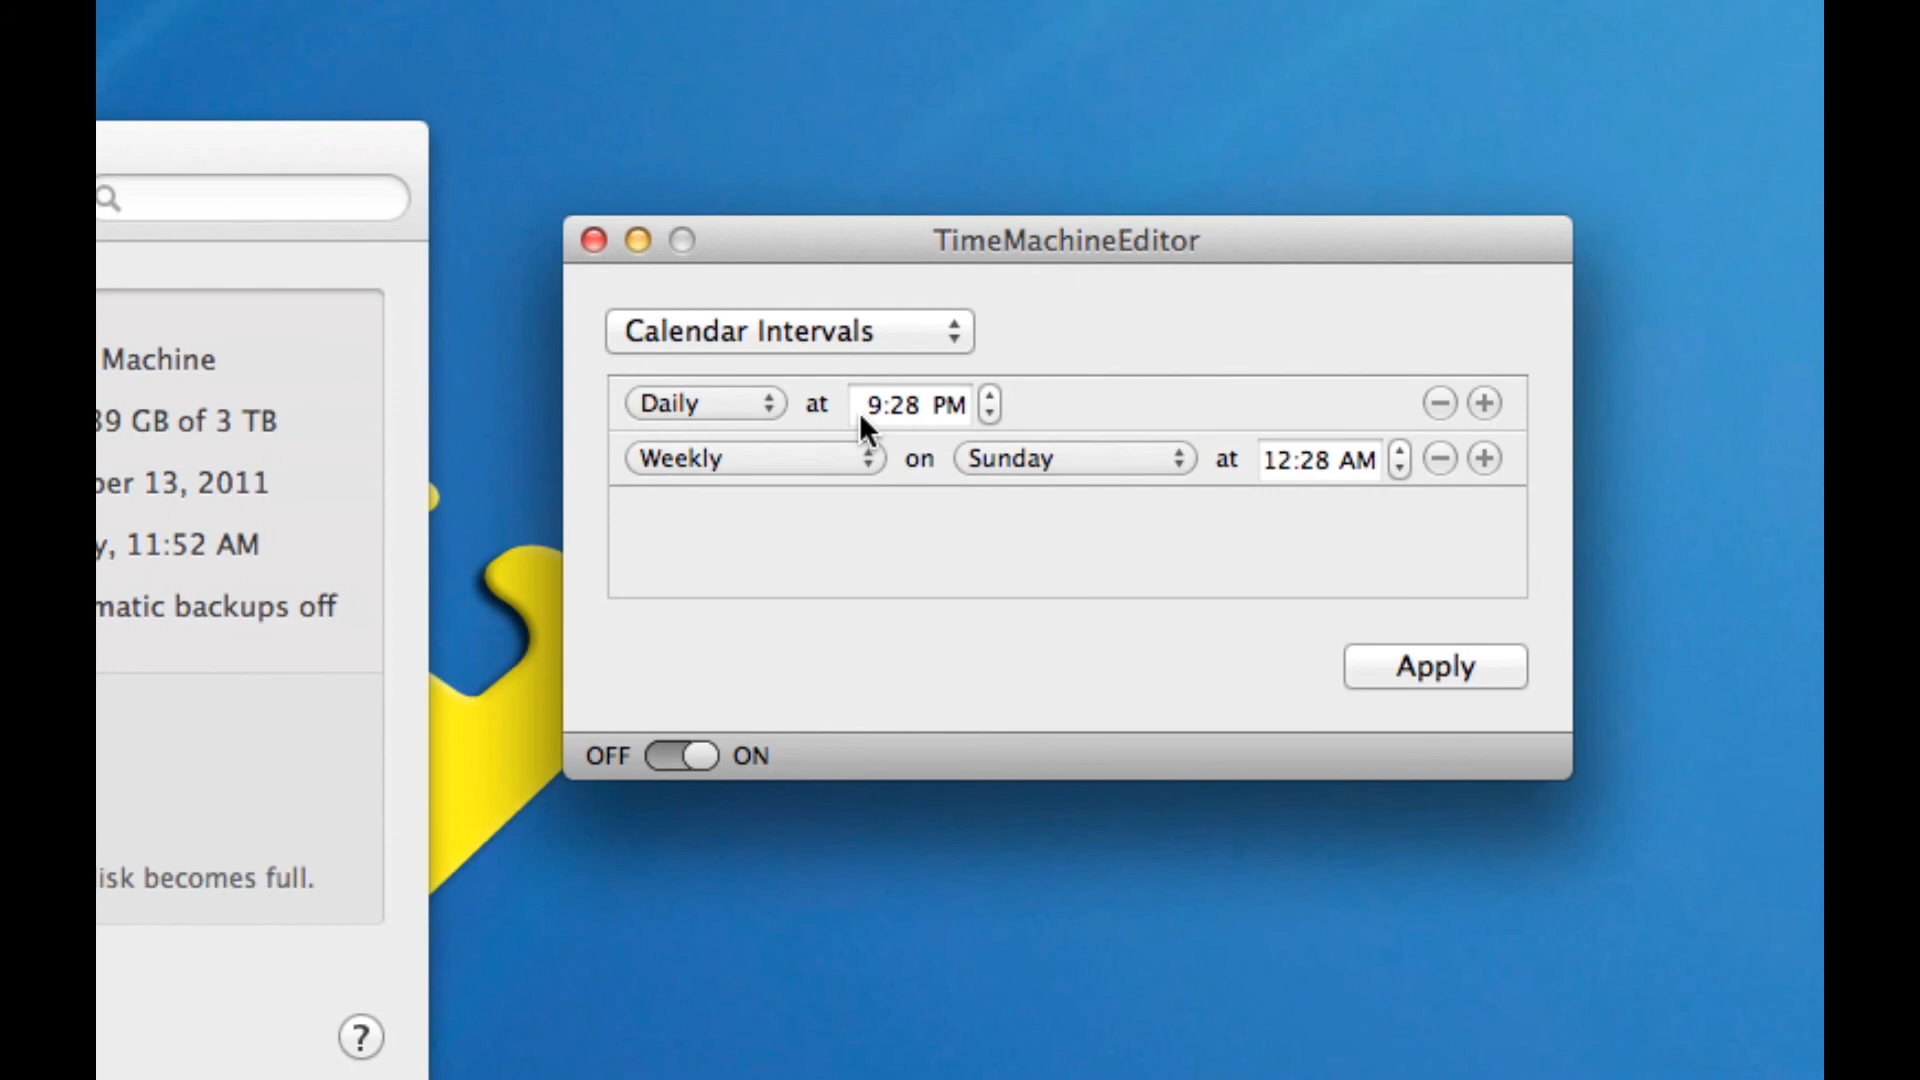 Machine
39 GB of 3 TB
ber 13, 2011
y, 11:52 AM
matic backups off
isk becomes full.
?
TimeMachineEditor
Calendar Intervals
Daily at 9:28 PM
Weekly on Sunday at 12:28 AM
Apply
OFF ON